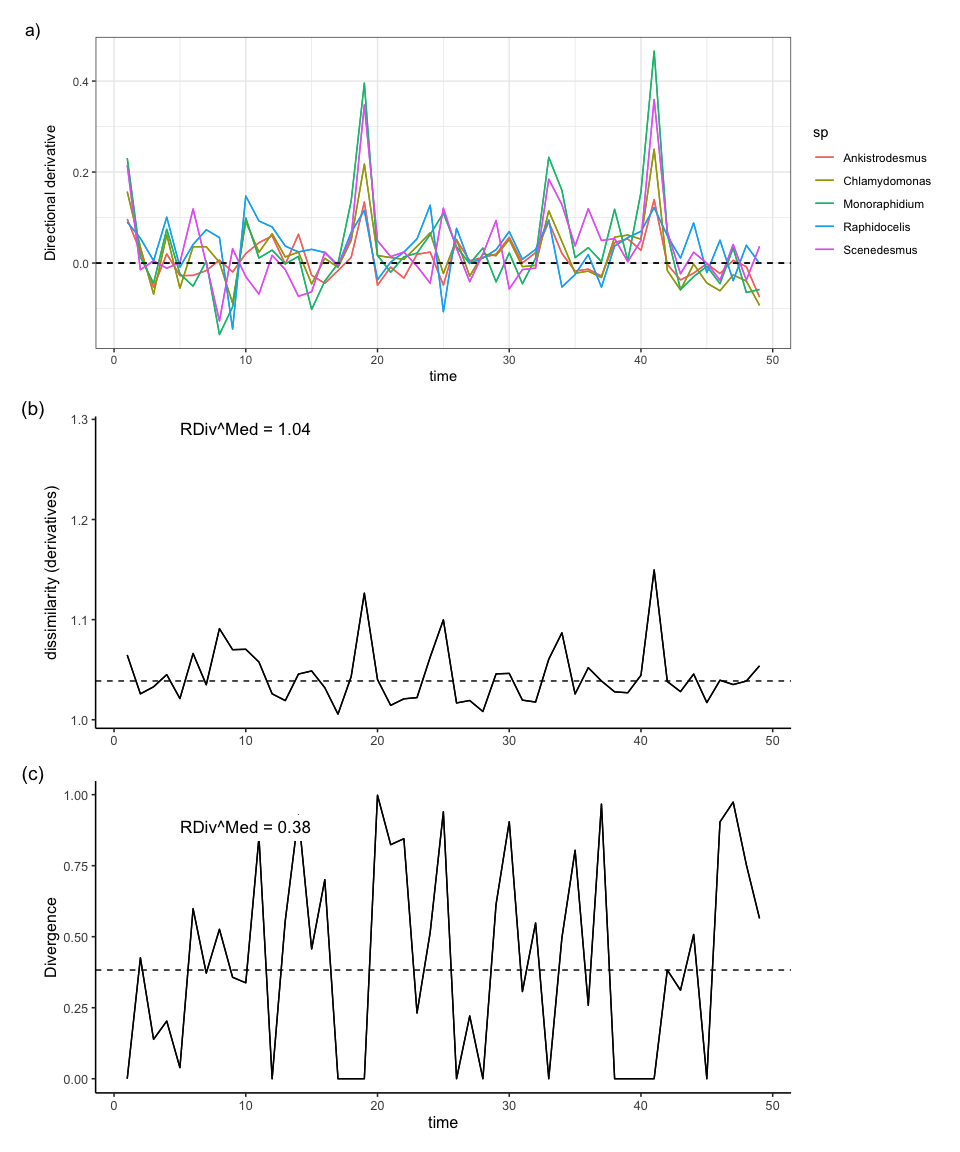 a)
Directional derivative
0.4
0.2
0.0
0
10
20
30
40
50
time
sp
Ankistrodesmus
Chlamydomonas
Monoraphidium
Raphidocelis
Scenedesmus
(b)
dissimilarity (derivatives)
1.3
1.2
1.1
1.0
RDiv^Med = 1.04
0
10
20
30
40
50
(c)
Divergence
1.00
0.75
0.50
0.25
0.00
RDiv^Med = 0.38
0
10
20
30
40
50
time